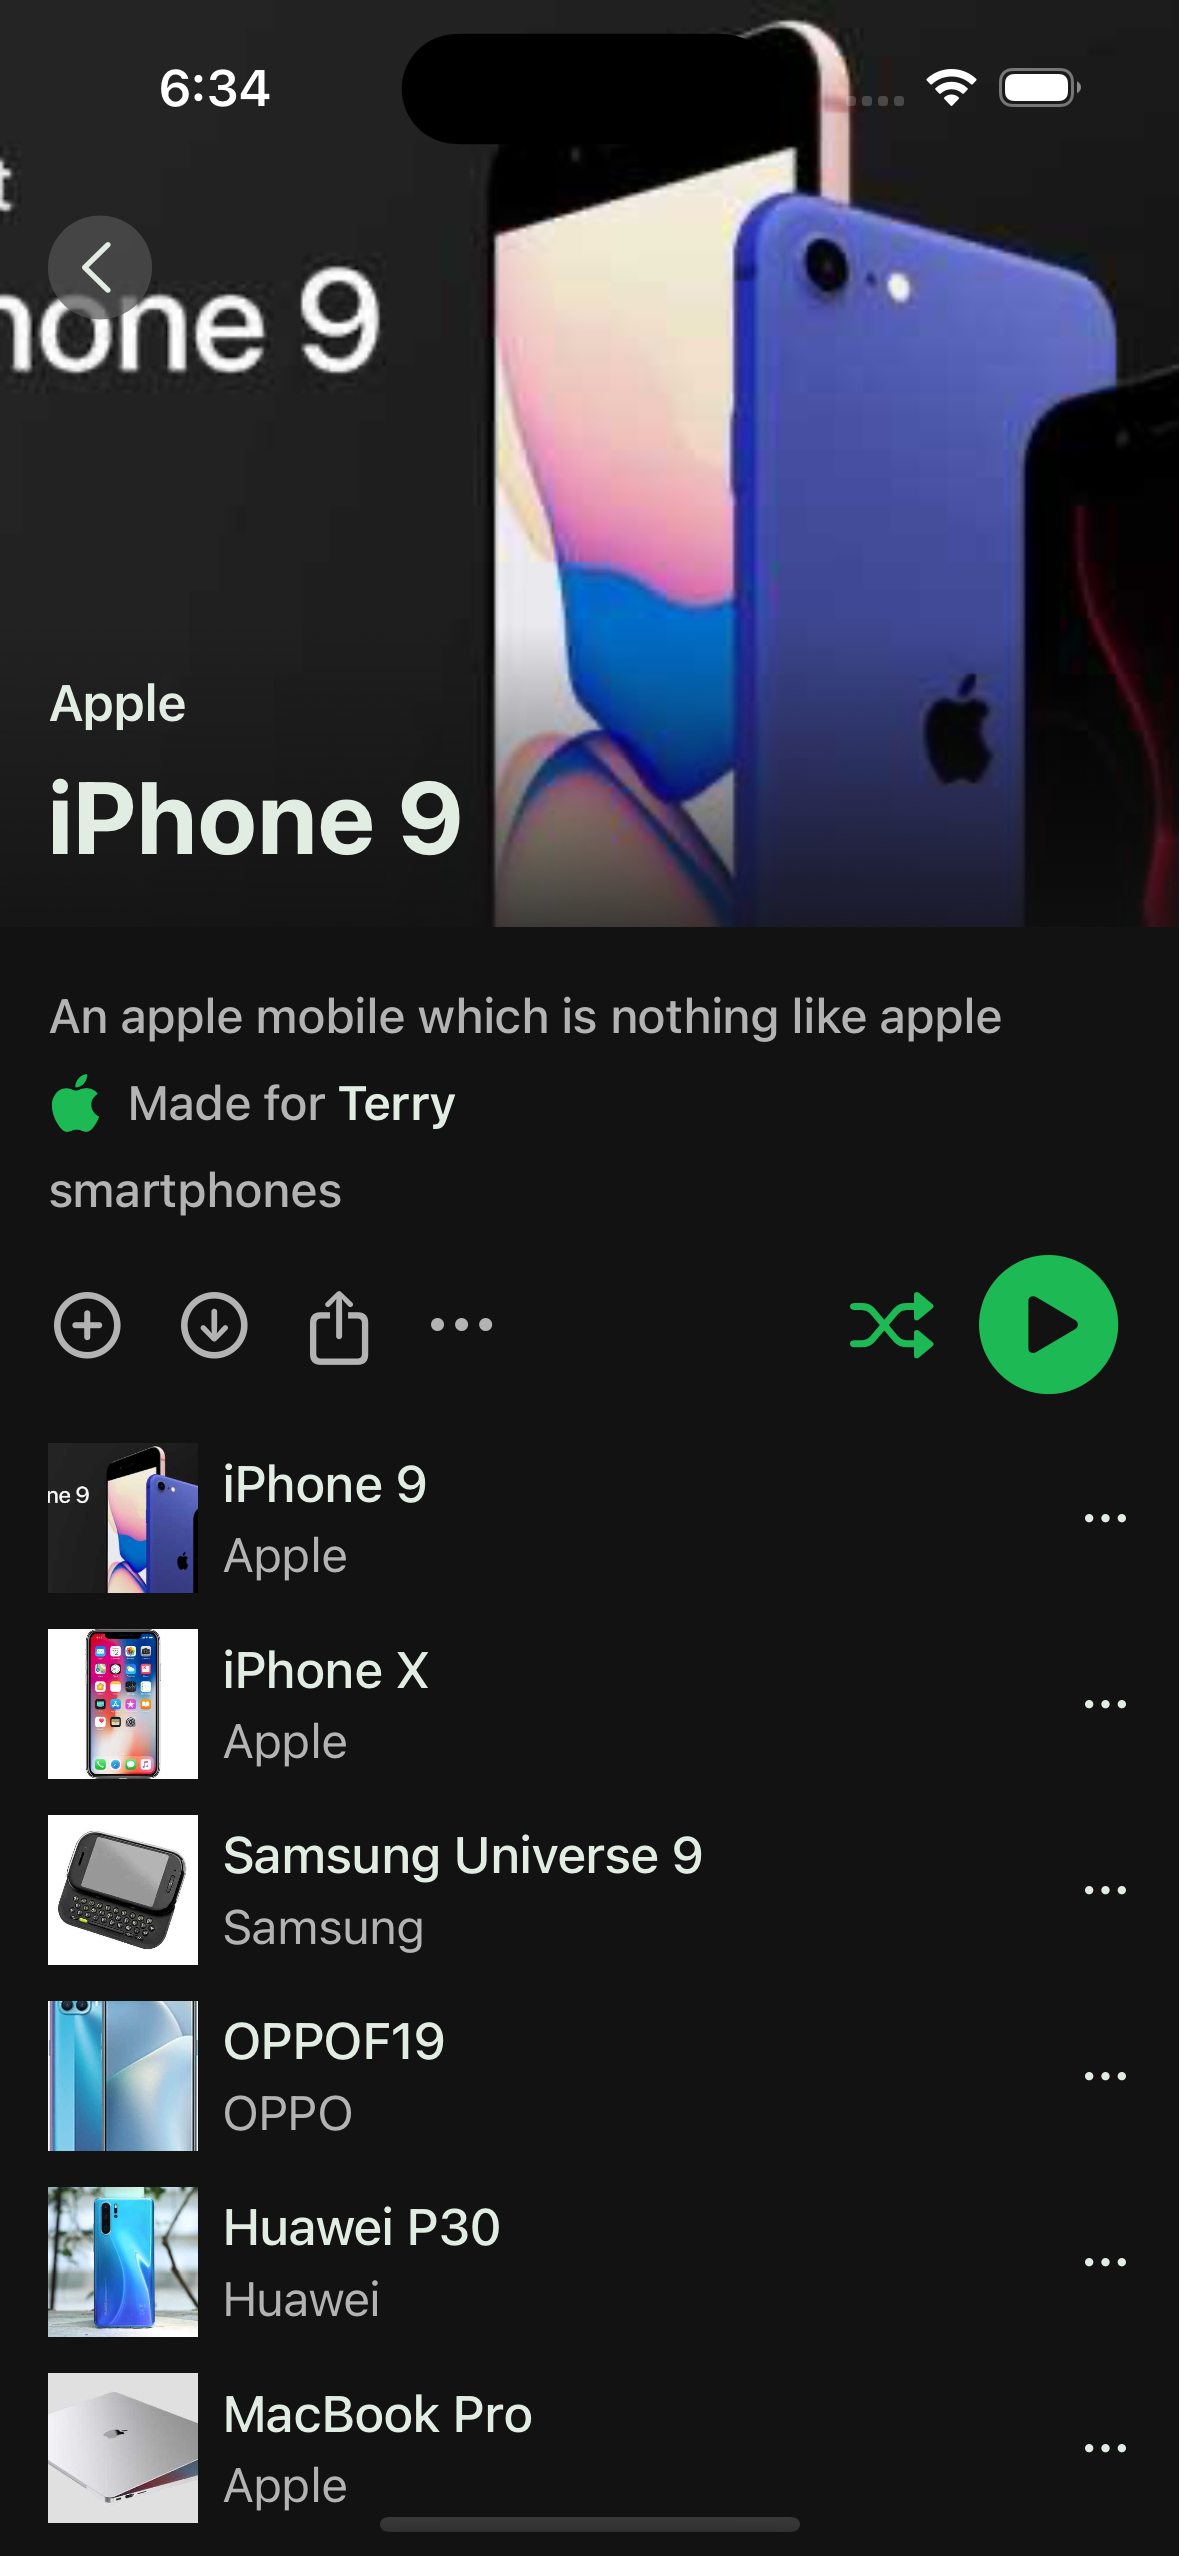 6:34
t
hone 9
Apple
iPhone 9
An apple mobile which is nothing like apple
Made for Terry
smartphones
ne 9
iPhone 9
Apple
iPhone X
Apple
Samsung Universe 9
Samsung
OPPOF19
OPPO
Huawei P30
Huawei
MacBook Pro
Apple